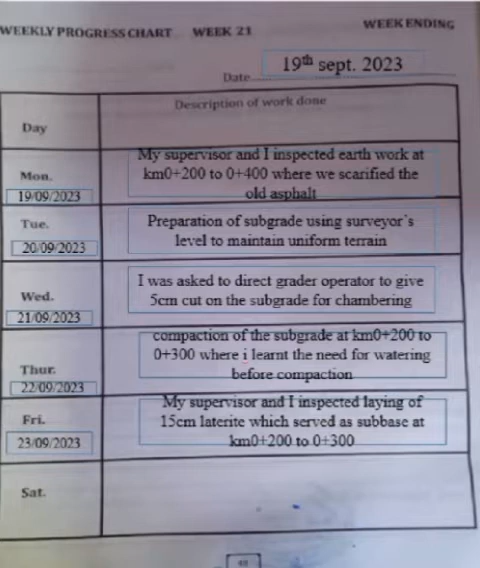 WEEKLY PROGRESS CHART WEEK 21 WEEK ENDING
Date 19th sept. 2023
Day
Description of work done
Mon.
19/09/2023
My supervisor and I inspected earth work at
km0+200 to 0+400 where we scarified the
old asphalt
Tue.
20/09/2023
Preparation of subgrade using surveyor's
level to maintain uniform terrain
Wed.
21/09/2023
I was asked to direct grader operator to give
5cm cut on the subgrade for chambering
Thur.
22/09/2023
compaction of the subgrade at km0+200 to
0+300 where i learnt the need for watering
before compaction
Fri.
23/09/2023
My supervisor and I inspected laying of
15cm laterite which served as subbase at
km0+200 to 0+300
Sat.